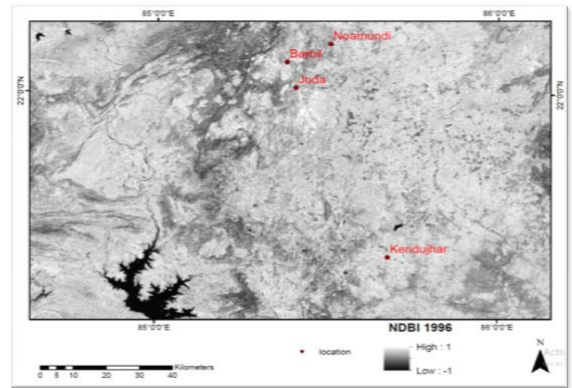 85°0'0"E 86°0'0"E
Noamundi
Barbil
Joda
22°0'0"N 22°0'0"N
Kendujhar
85°0'0"E 86°0'0"E
NDBI 1996
location
High : 1
Low : -1
N
0 5 10 20 30 40 Kilometers